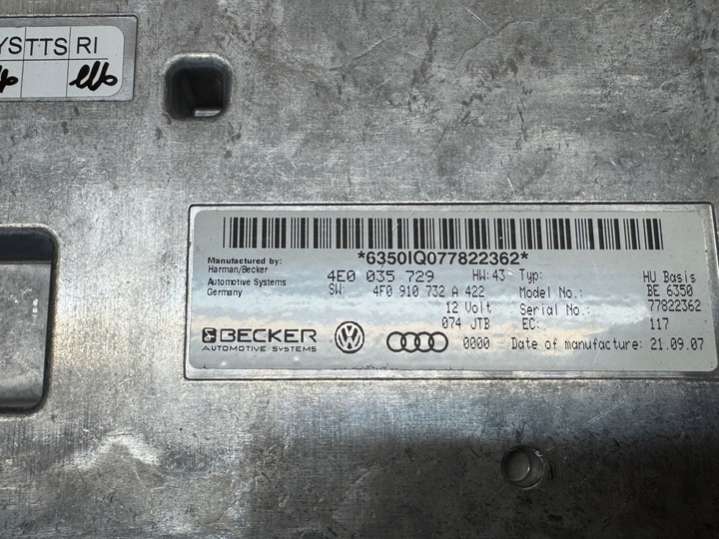 YSTTS RI
*6350IQ077822362*
Manufactured by:
Harman/Becker
Automotive Systems
Germany
4E0 035 729 HW: 43 Typ: HU Basis
SW: 4F0 910 732 A 422 Model No.: BE 6350
12 Volt Serial No.: 77822362
074 JTB EC: 117
0000 Date of manufacture: 21.09.07
BECKER
AUTOMOTIVE SYSTEMS